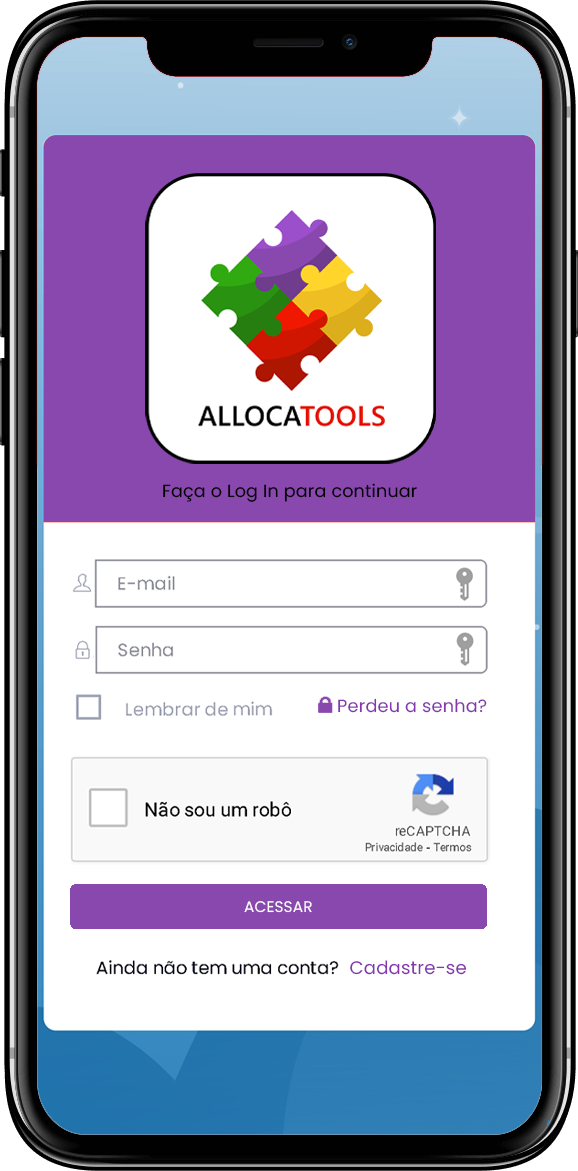 ALLOCATOOLS
Faça o Log In para continuar
E-mail
Senha
Lembrar de mim
Perdeu a senha?
Não sou um robô
reCAPTCHA
Privacidade - Termos
ACESSAR
Ainda não tem uma conta? Cadastre-se